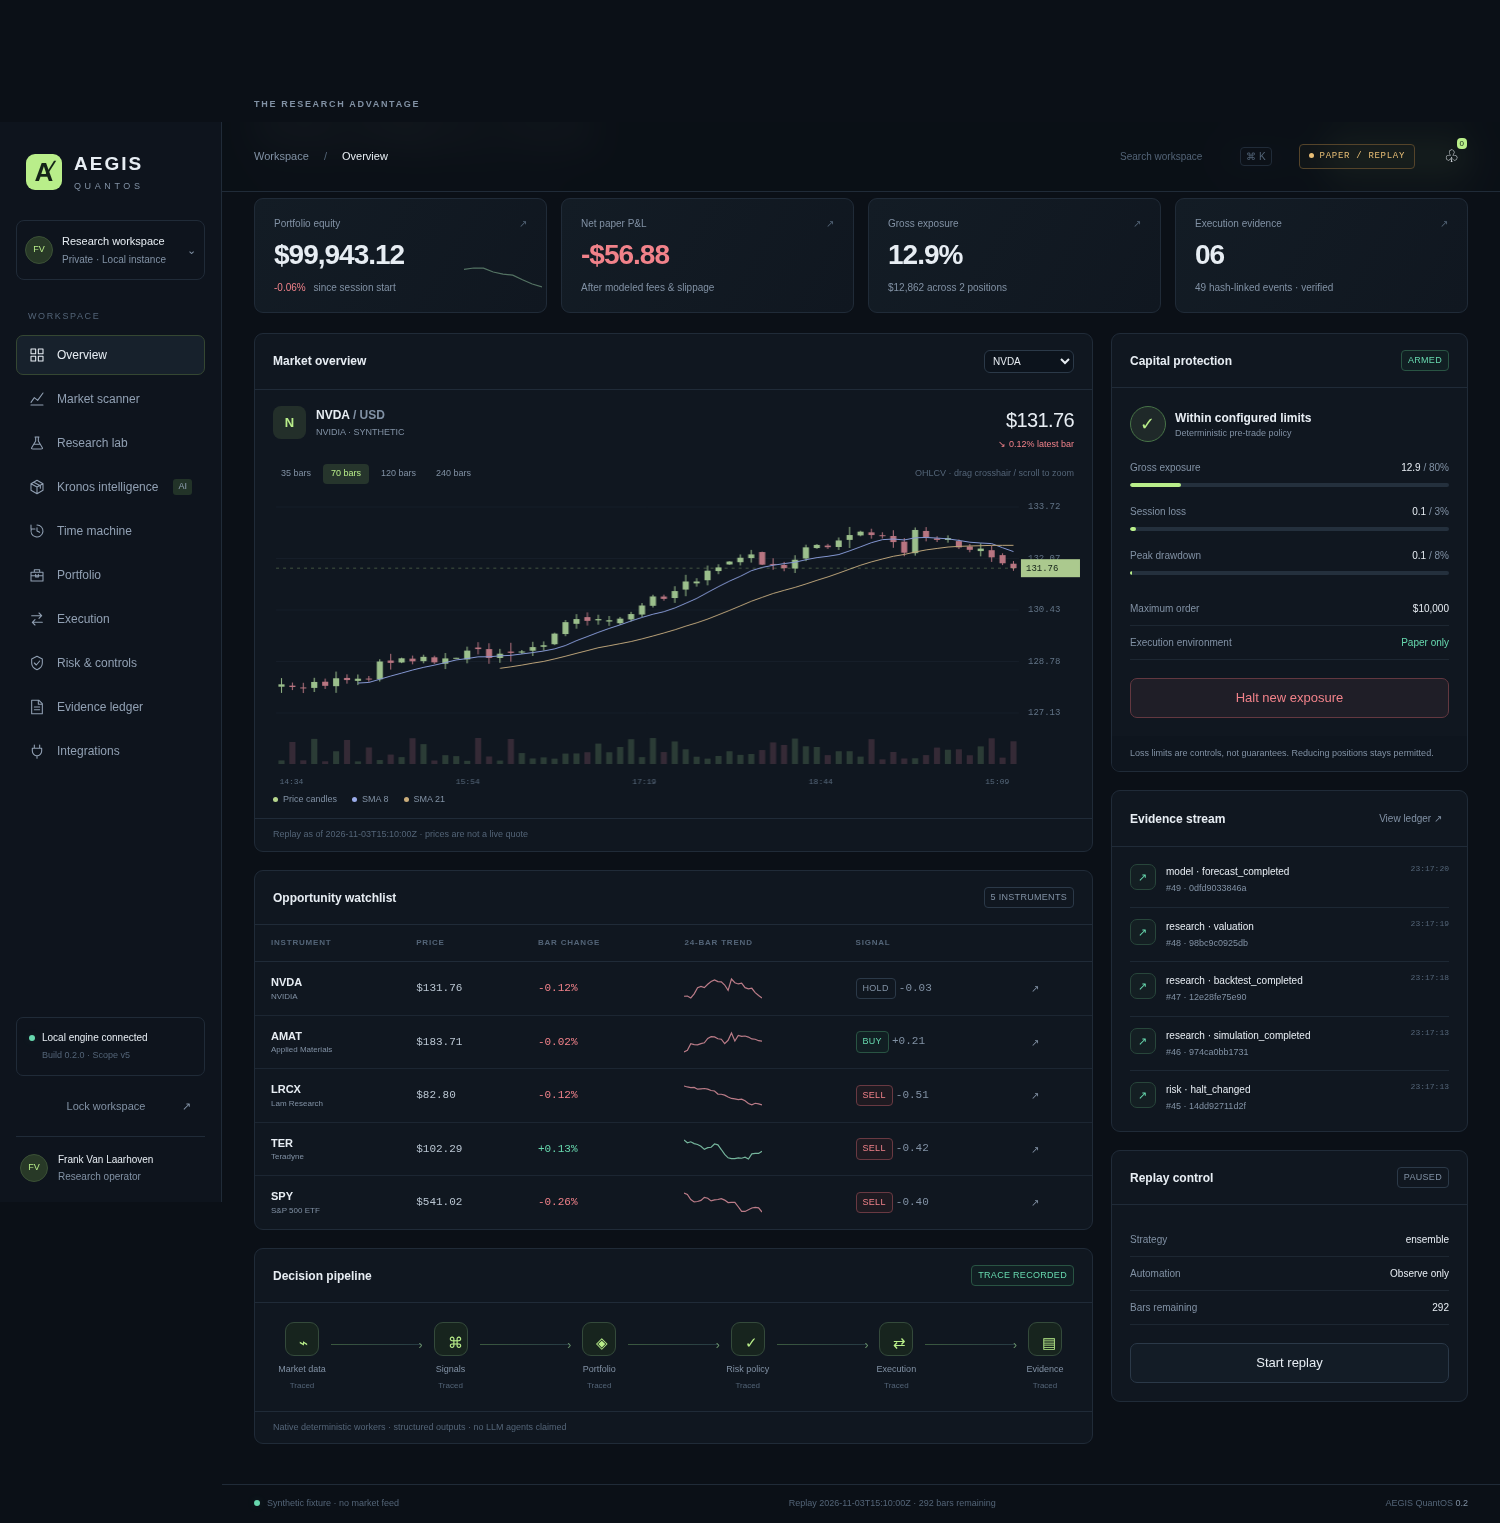 THE RESEARCH ADVANTAGE
AEGIS
QUANTOS
Workspace / Overview
Search workspace
⌘ K
PAPER / REPLAY
0
FV
Research workspace
Private · Local instance
WORKSPACE
Overview
Market scanner
Research lab
Kronos intelligence AI
Time machine
Portfolio
Execution
Risk & controls
Evidence ledger
Integrations
Local engine connected
Build 0.2.0 · Scope v5
Lock workspace ↗
FV
Frank Van Laarhoven
Research operator
Portfolio equity ↗
$99,943.12
-0.06% since session start
Net paper P&L ↗
-$56.88
After modeled fees & slippage
Gross exposure ↗
12.9%
$12,862 across 2 positions
Execution evidence ↗
06
49 hash-linked events · verified
Market overview
NVDA
N
NVDA / USD
NVIDIA · SYNTHETIC
$131.76
↘ 0.12% latest bar
35 bars 70 bars 120 bars 240 bars
OHLCV · drag crosshair / scroll to zoom
133.72
132.07
131.76
130.43
128.78
127.13
14:34 15:54 17:19 18:44 15:09
Price candles SMA 8 SMA 21
Replay as of 2026-11-03T15:10:00Z · prices are not a live quote
Opportunity watchlist
5 INSTRUMENTS
INSTRUMENT PRICE BAR CHANGE 24-BAR TREND SIGNAL
NVDA $131.76 -0.12% HOLD -0.03 ↗
NVIDIA
AMAT $183.71 -0.02% BUY +0.21 ↗
Applied Materials
LRCX $82.80 -0.12% SELL -0.51 ↗
Lam Research
TER $102.29 +0.13% SELL -0.42 ↗
Teradyne
SPY $541.02 -0.26% SELL -0.40 ↗
S&P 500 ETF
Decision pipeline
TRACE RECORDED
Market data Signals Portfolio Risk policy Execution Evidence
Traced Traced Traced Traced Traced Traced
Native deterministic workers · structured outputs · no LLM agents claimed
Capital protection
ARMED
✓
Within configured limits
Deterministic pre-trade policy
Gross exposure 12.9 / 80%
Session loss 0.1 / 3%
Peak drawdown 0.1 / 8%
Maximum order $10,000
Execution environment Paper only
Halt new exposure
Loss limits are controls, not guarantees. Reducing positions stays permitted.
Evidence stream
View ledger ↗
model · forecast_completed 23:17:20
#49 · 0dfd9033846a
research · valuation 23:17:19
#48 · 98bc9c0925db
research · backtest_completed 23:17:18
#47 · 12e28fe75e90
research · simulation_completed 23:17:13
#46 · 974ca0bb1731
risk · halt_changed 23:17:13
#45 · 14dd92711d2f
Replay control
PAUSED
Strategy ensemble
Automation Observe only
Bars remaining 292
Start replay
Synthetic fixture · no market feed
Replay 2026-11-03T15:10:00Z · 292 bars remaining
AEGIS QuantOS 0.2